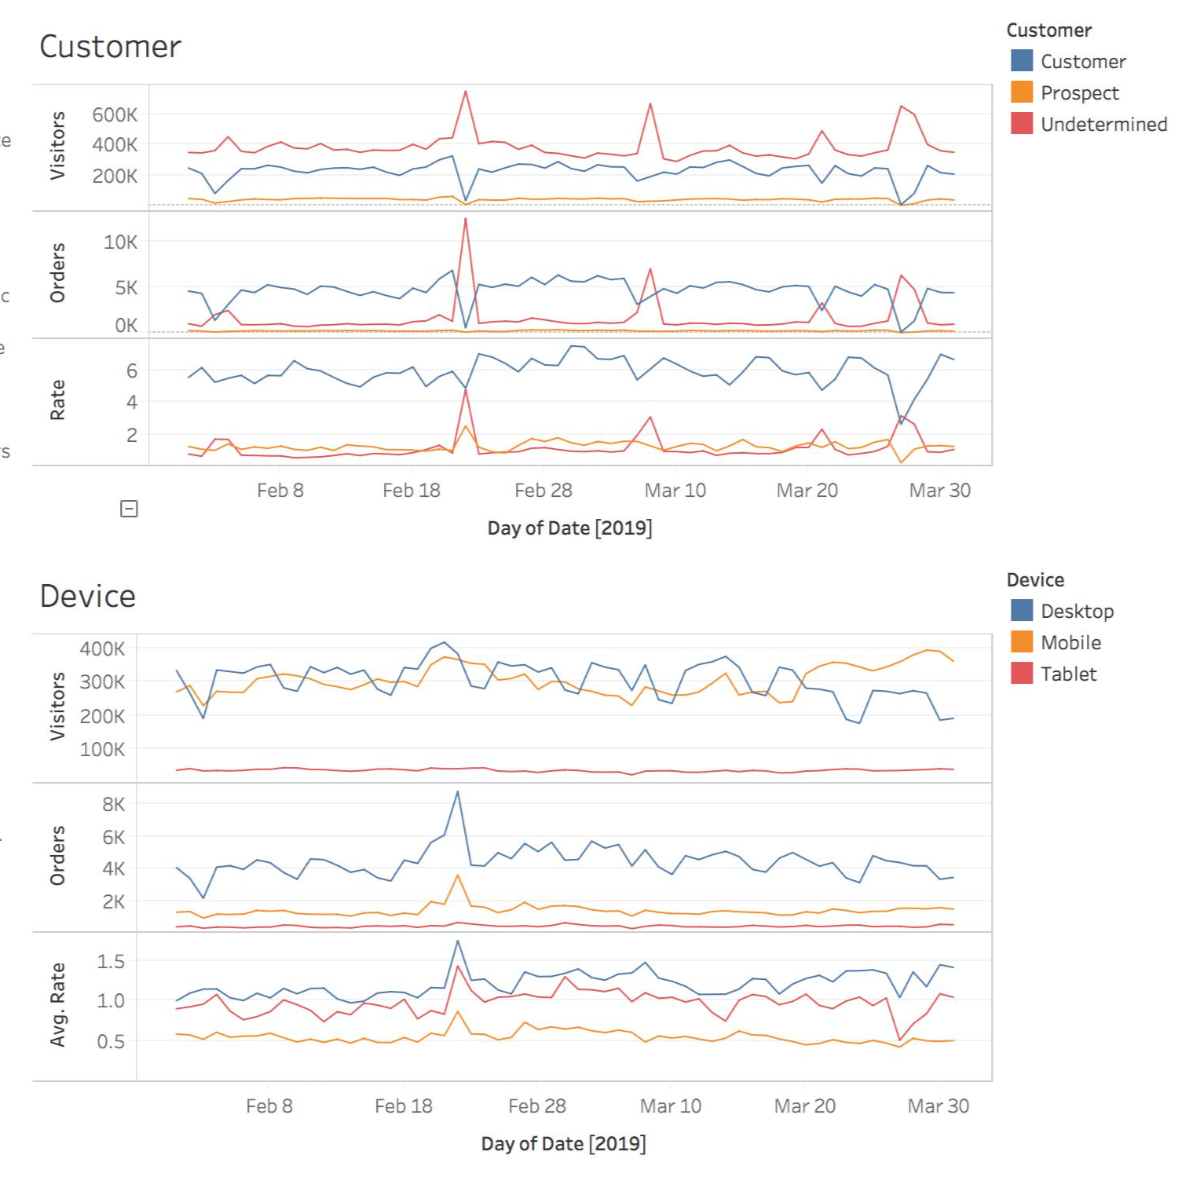 Customer
Customer
Customer
Prospect
Undetermined
Visitors
600K
400K
200K
Orders
10K
5K
0K
Rate
6
4
2
Feb 8
Feb 18
Feb 28
Mar 10
Mar 20
Mar 30
Day of Date [2019]
Device
Device
Desktop
Mobile
Tablet
Visitors
400K
300K
200K
100K
Orders
8K
6K
4K
2K
Avg. Rate
1.5
1.0
0.5
Feb 8
Feb 18
Feb 28
Mar 10
Mar 20
Mar 30
Day of Date [2019]